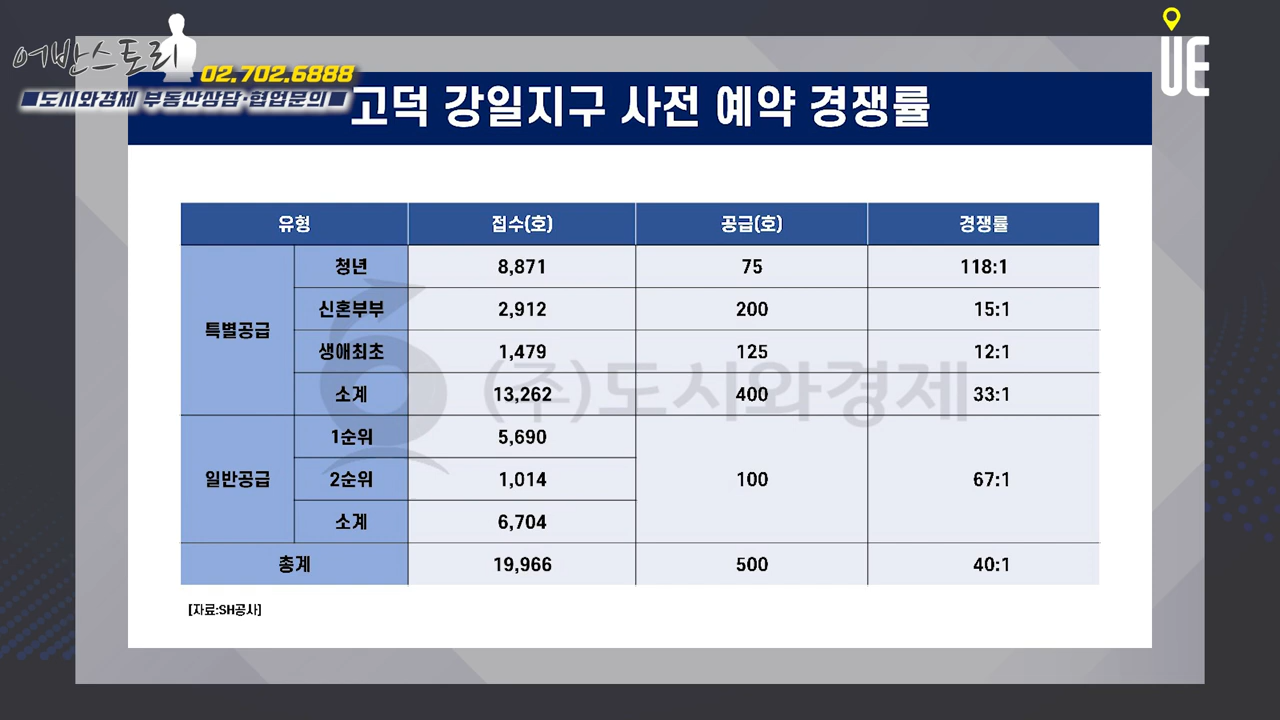 어반스토리
02.702.6888
■도시와경제 부동산상담·협업문의■
UE
고덕 강일지구 사전 예약 경쟁률
유형 접수(호) 공급(호) 경쟁률
특별공급 청년 8,871 75 118:1
신혼부부 2,912 200 15:1
생애최초 1,479 125 12:1
소계 13,262 400 33:1
(주)도시와경제
일반공급 1순위 5,690 100 67:1
2순위 1,014
소계 6,704
총계 19,966 500 40:1
[자료:SH공사]